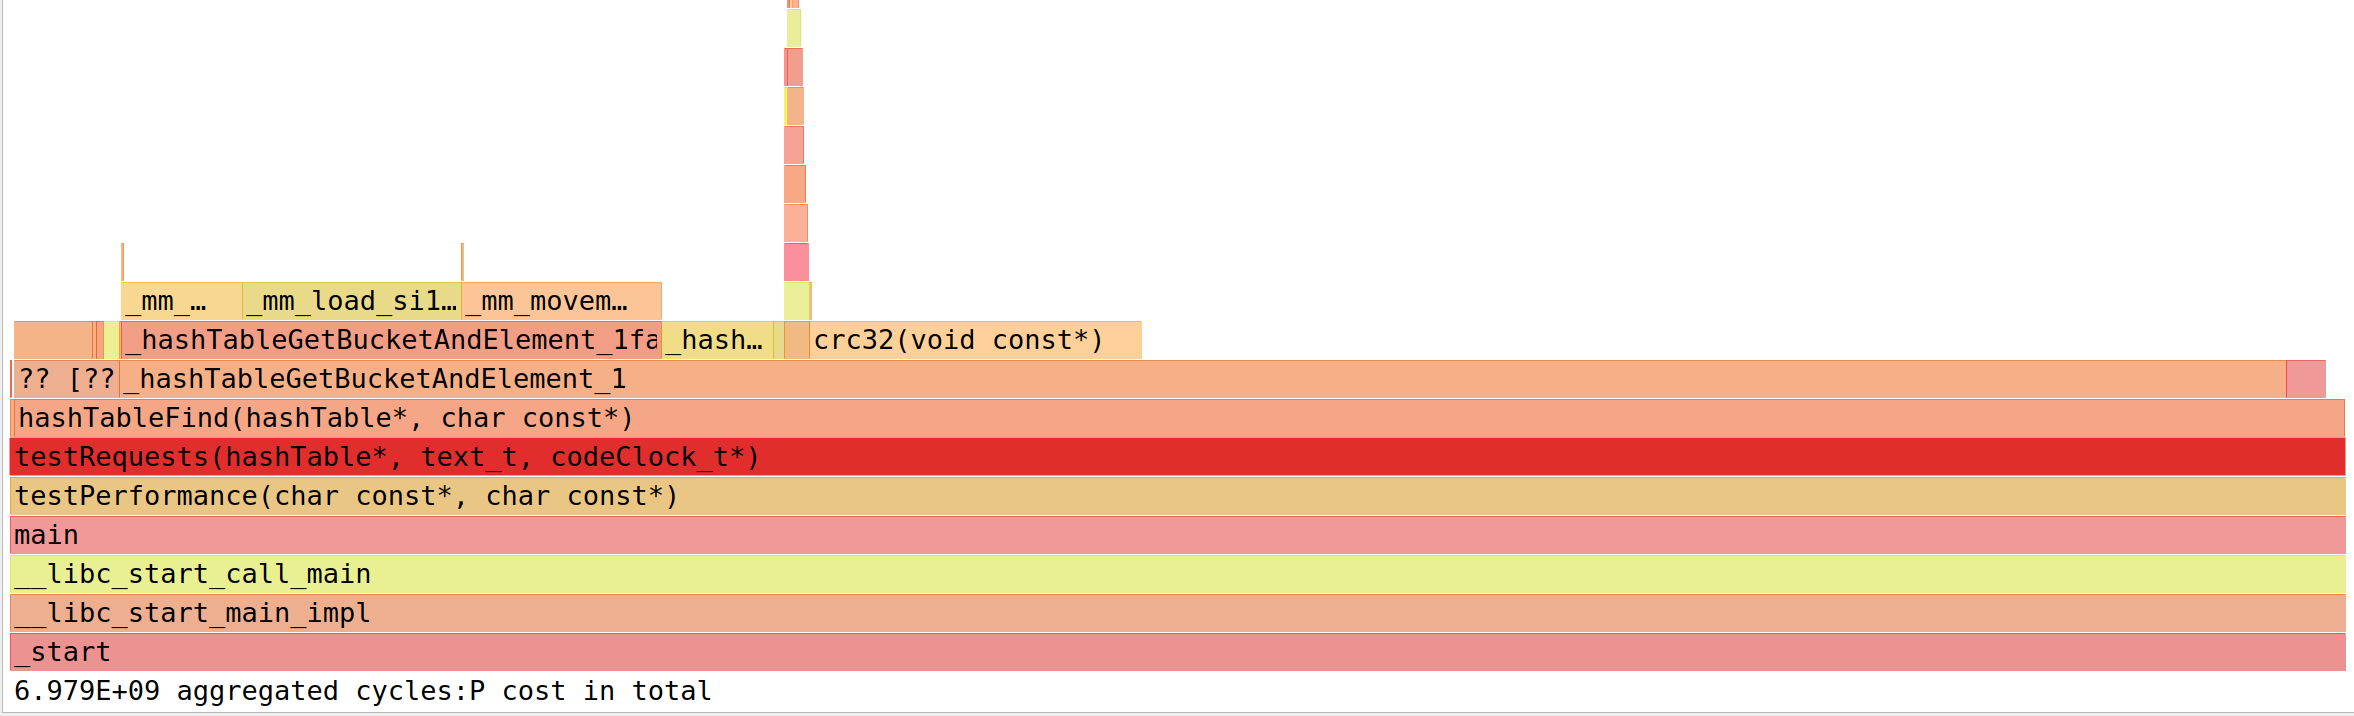 _mm_… _mm_load_si1… _mm_movem…
_hashTableGetBucketAndElement_1fa _hash… crc32(void const*)
?? [?? _hashTableGetBucketAndElement_1
hashTableFind(hashTable*, char const*)
testRequests(hashTable*, text_t, codeClock_t*)
testPerformance(char const*, char const*)
main
__libc_start_call_main
__libc_start_main_impl
_start
6.979E+09 aggregated cycles:P cost in total